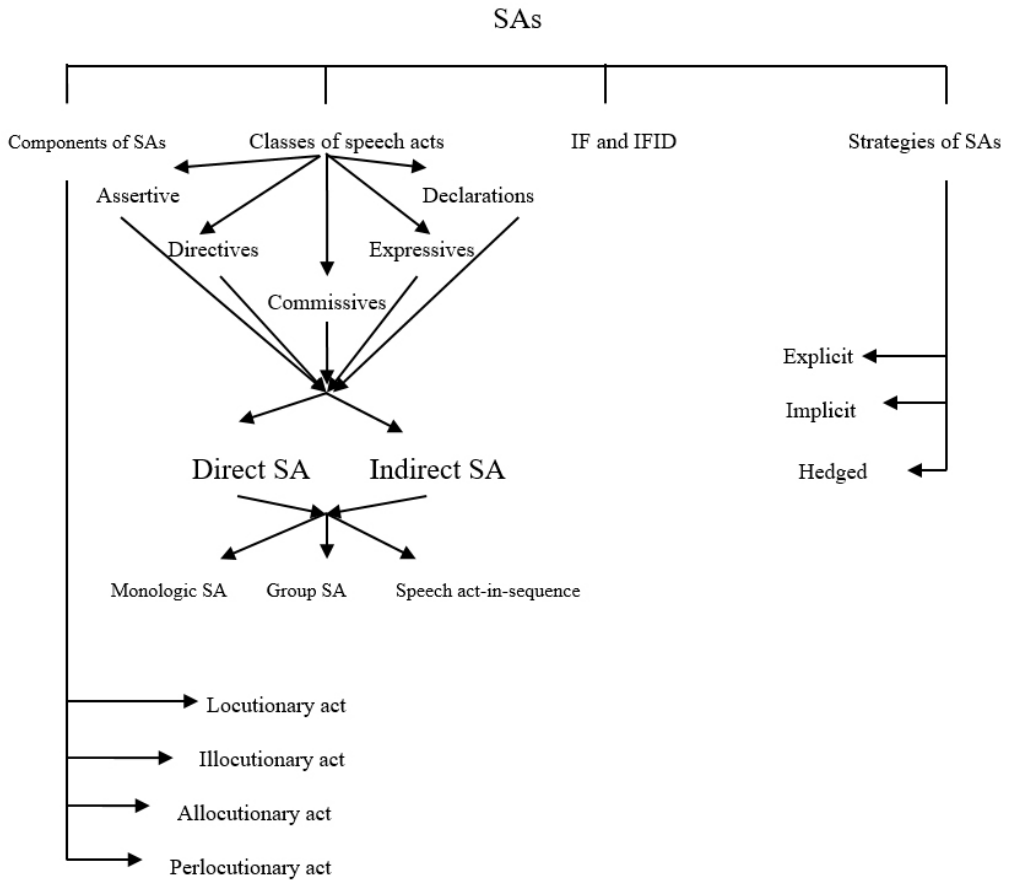 SAs
Components of SAs
Classes of speech acts
IF and IFID
Strategies of SAs
Assertive
Declarations
Directives
Expressives
Commissives
Explicit
Implicit
Direct SA
Indirect SA
Hedged
Monologic SA
Group SA
Speech act-in-sequence
Locutionary act
Illocutionary act
Allocutionary act
Perlocutionary act